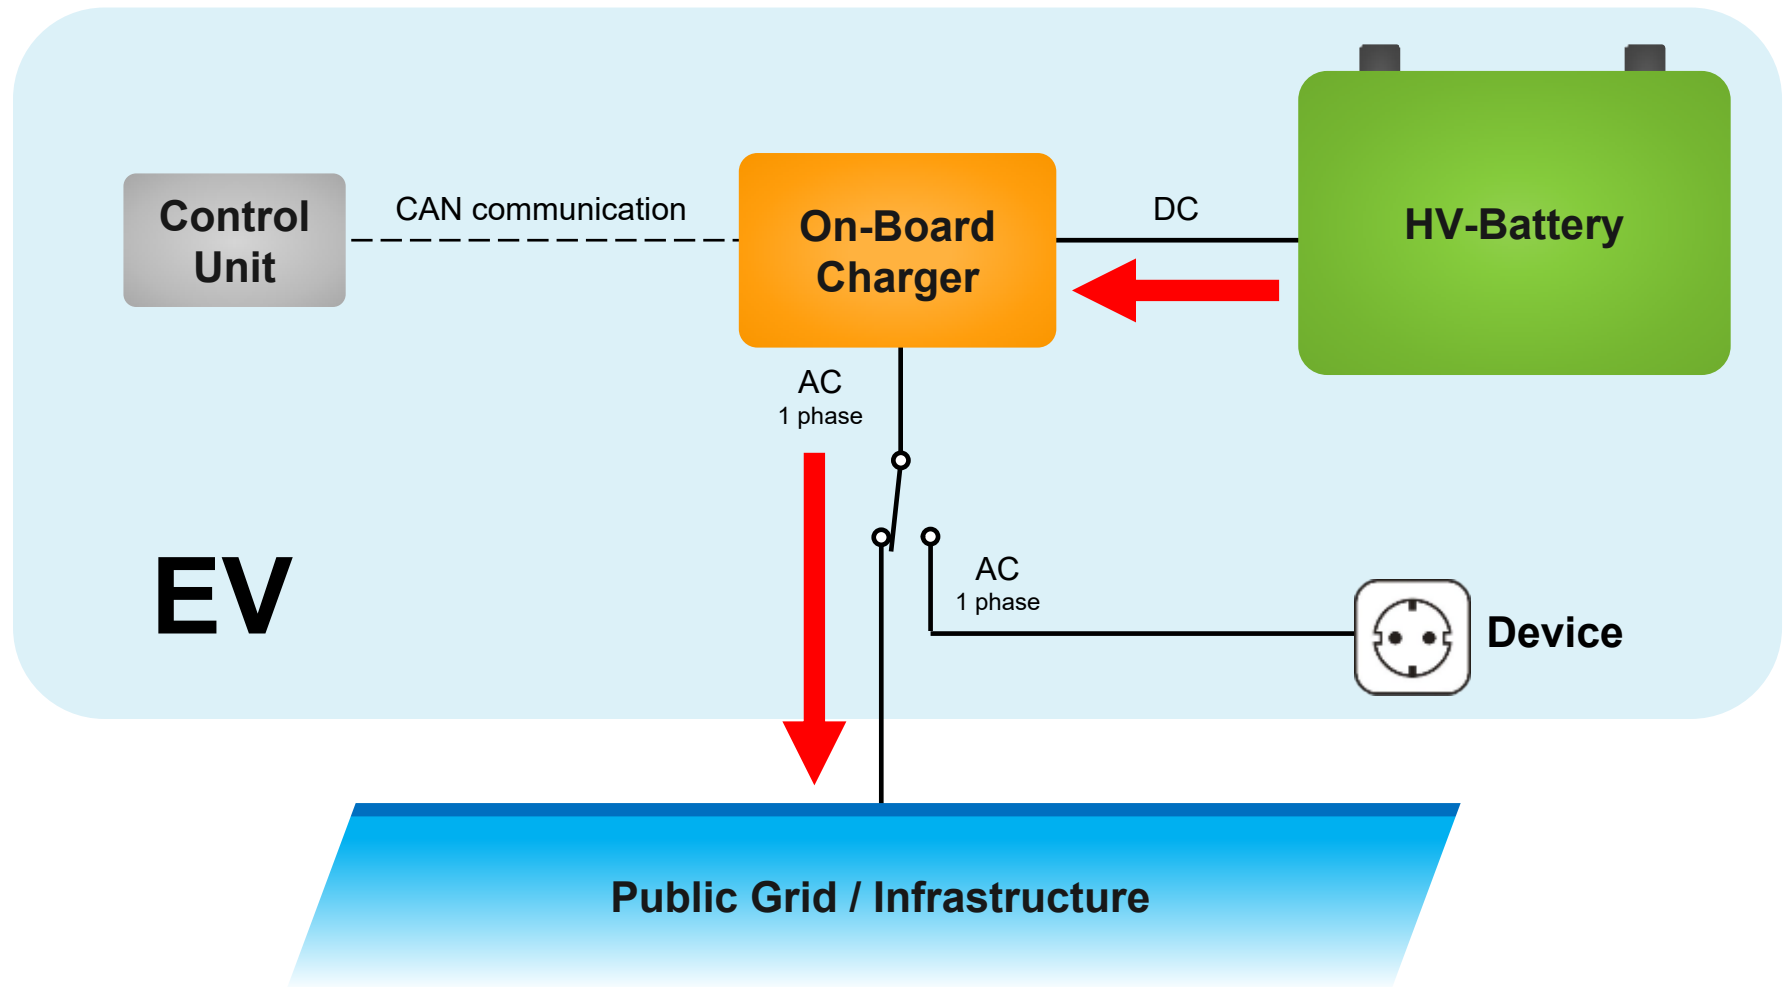 Control
Unit
CAN communication
On-Board
Charger
DC
HV-Battery
AC
1 phase
AC
1 phase
EV
Device
Public Grid / Infrastructure